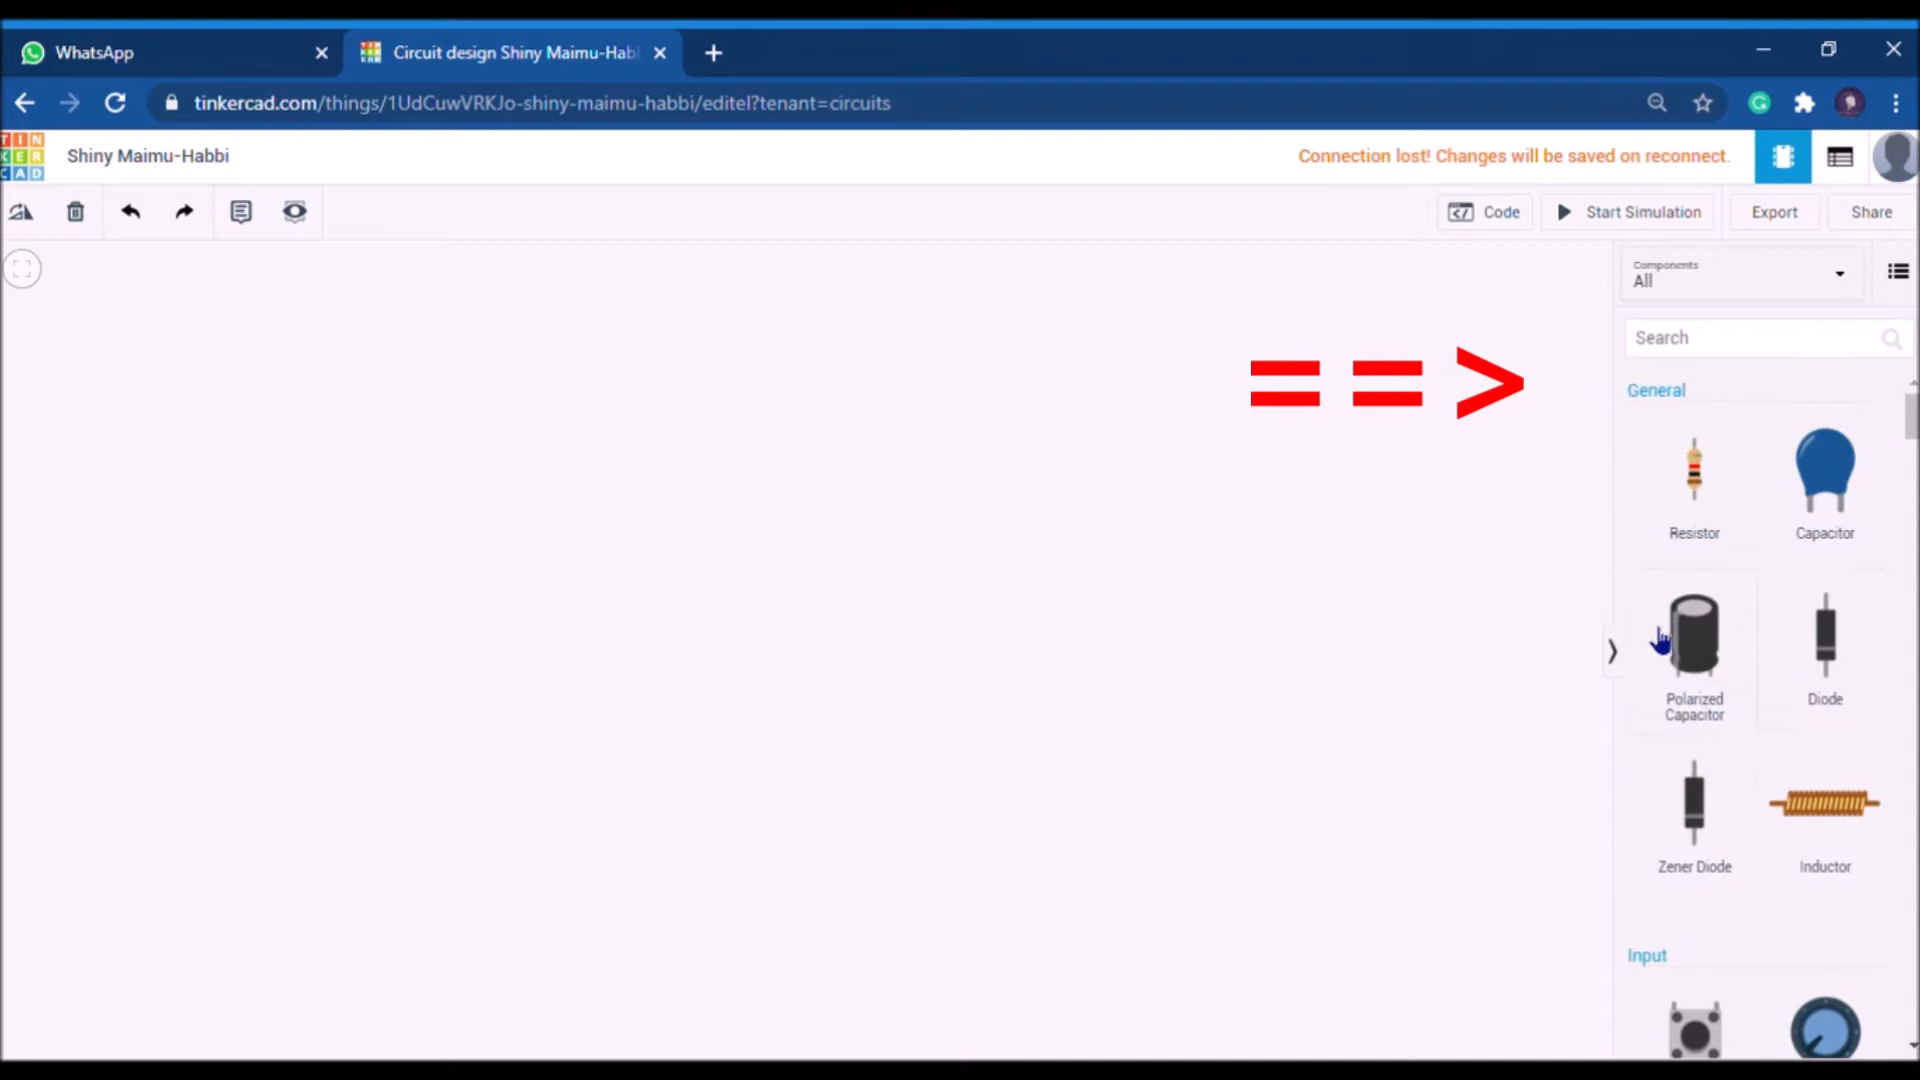 WhatsApp
Circuit design Shiny Maimu-Hab
tinkercad.com/things/1UdCuwVRKJo-shiny-maimu-habbi/editel?tenant=circuits
TIN
KER
CAD
Shiny Maimu-Habbi
Connection lost! Changes will be saved on reconnect.
Code
Start Simulation
Export
Share
Components
All
= = >
Search
General
Resistor
Capacitor
Polarized
Capacitor
Diode
Zener Diode
Inductor
Input